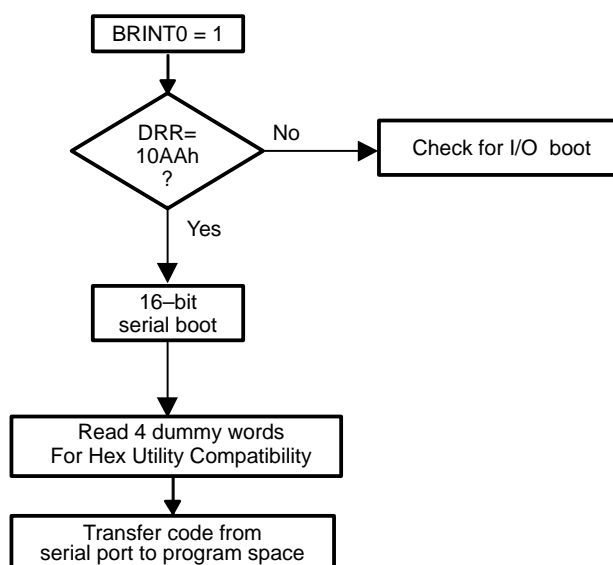 BRINT0 = 1
DRR=
10AAh
?
No
Check for I/O boot
Yes
16–bit
serial boot
Read 4 dummy words
For Hex Utility Compatibility
Transfer code from
serial port to program space